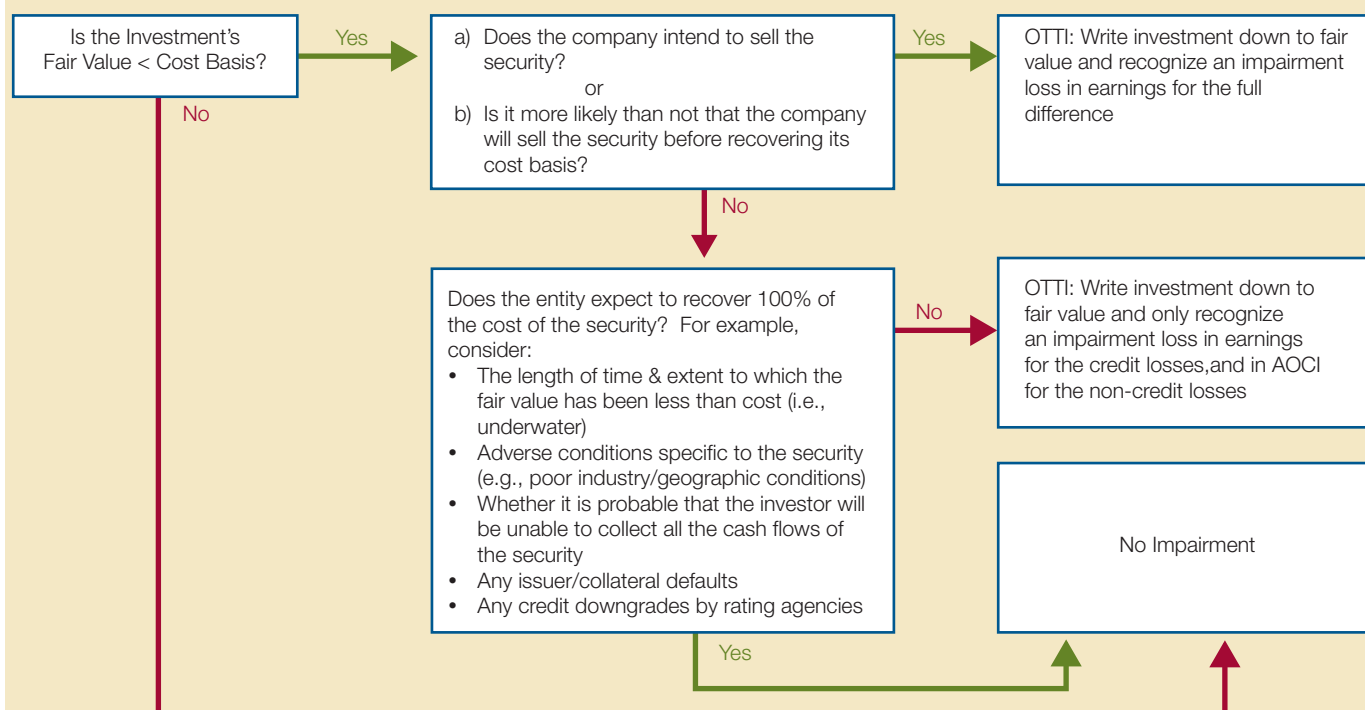 Is the Investment's
Fair Value < Cost Basis?
Yes
No
a) Does the company intend to sell the
security?
or
b) Is it more likely than not that the company
will sell the security before recovering its
cost basis?
Yes
No
OTTI: Write investment down to fair
value and recognize an impairment
loss in earnings for the full
difference
Does the entity expect to recover 100% of
the cost of the security? For example,
consider:
• The length of time & extent to which the
fair value has been less than cost (i.e.,
underwater)
• Adverse conditions specific to the security
(e.g., poor industry/geographic conditions)
• Whether it is probable that the investor will
be unable to collect all the cash flows of
the security
• Any issuer/collateral defaults
• Any credit downgrades by rating agencies
No
Yes
OTTI: Write investment down to
fair value and only recognize
an impairment loss in earnings
for the credit losses,and in AOCI
for the non-credit losses
No Impairment